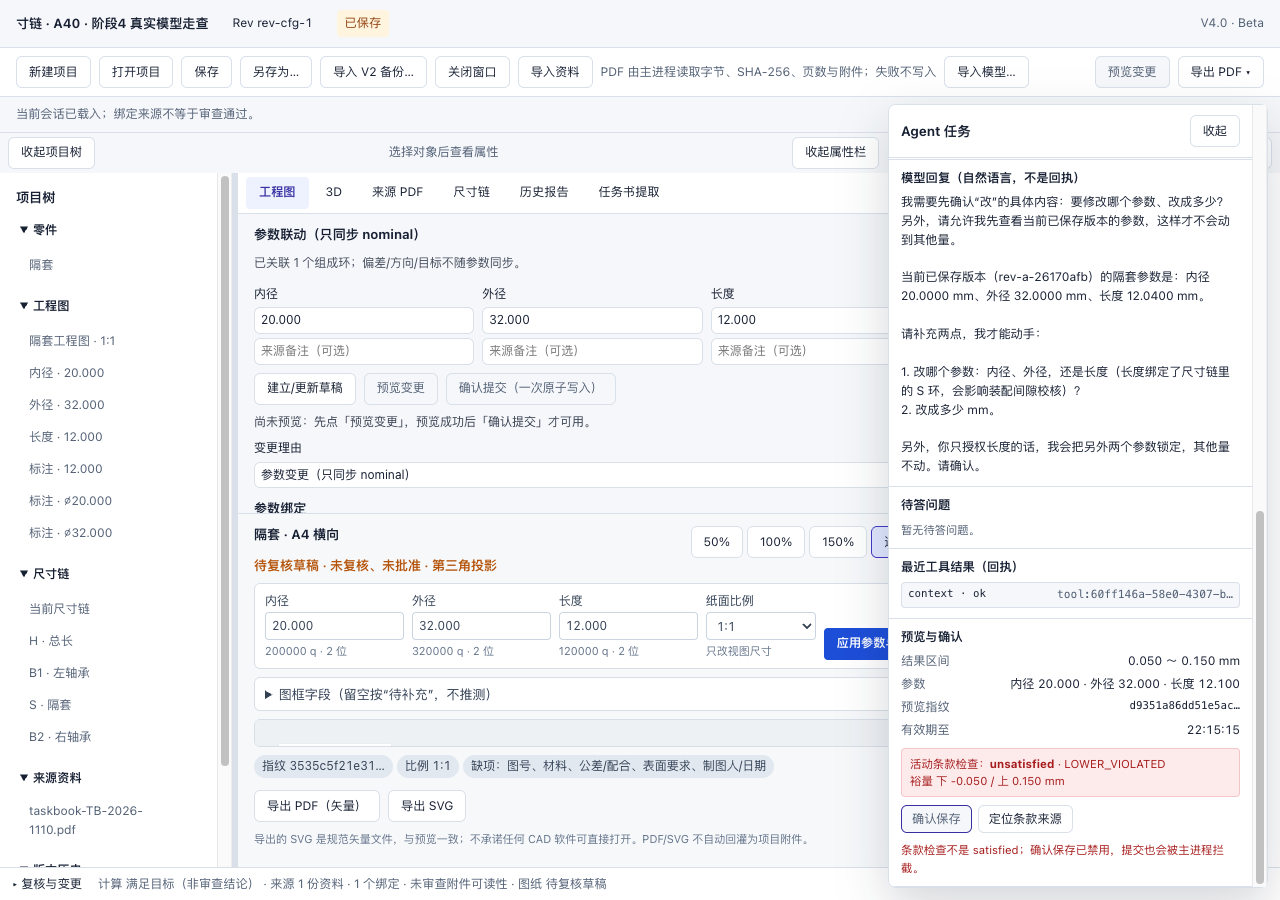 寸链 · A40 · 阶段4 真实模型走查 Rev rev-cfg-1 已保存 V4.0 · Beta
新建项目 打开项目 保存 另存为… 导入 V2 备份… 关闭窗口 导入资料 PDF 由主进程读取字节、SHA-256、页数与附件；失败不写入 导入模型… 预览变更 导出 PDF ▾
当前会话已载入；绑定来源不等于审查通过。
收起项目树 选择对象后查看属性 收起属性栏
项目树
▼ 零件
隔套
▼ 工程图
隔套工程图 · 1:1
内径 · 20.000
外径 · 32.000
长度 · 12.000
标注 · 12.000
标注 · ⌀20.000
标注 · ⌀32.000
▼ 尺寸链
当前尺寸链
H · 总长
B1 · 左轴承
S · 隔套
B2 · 右轴承
▼ 来源资料
taskbook-TB-2026-
1110.pdf
工程图 3D 来源 PDF 尺寸链 历史报告 任务书提取
参数联动（只同步 nominal）
已关联 1 个组成环；偏差/方向/目标不随参数同步。
内径 外径 长度
20.000 32.000 12.000
来源备注（可选） 来源备注（可选） 来源备注（可选）
建立/更新草稿 预览变更 确认提交（一次原子写入）
尚未预览：先点「预览变更」，预览成功后「确认提交」才可用。
变更理由
参数变更（只同步 nominal）
参数绑定
隔套 · A4 横向 50% 100% 150%
待复核草稿 · 未复核、未批准 · 第三角投影
内径 外径 长度 纸面比例
20.000 32.000 12.000 1:1
200000 q · 2 位 320000 q · 2 位 120000 q · 2 位 只改视图尺寸
应用参数
▶ 图框字段（留空按“待补充”，不推测）
指纹 3535c5f21e31… 比例 1:1 缺项：图号、材料、公差/配合、表面要求、制图人/日期
导出 PDF（矢量） 导出 SVG
导出的 SVG 是规范矢量文件，与预览一致；不承诺任何 CAD 软件可直接打开。PDF/SVG 不自动回灌为项目附件。
Agent 任务 收起
模型回复（自然语言，不是回执）
我需要先确认“改”的具体内容：要修改哪个参数、改成多少？
另外，请允许我先查看当前已保存版本的参数，这样才不会动
到其他量。
当前已保存版本（rev-a-26170afb）的隔套参数是：内径
20.0000 mm、外径 32.0000 mm、长度 12.0400 mm。
请补充两点，我才能动手：
1. 改哪个参数：内径、外径，还是长度（长度绑定了尺寸链里
的 S 环，会影响装配间隙校核）?
2. 改成多少 mm。
另外，你只授权长度的话，我会把另外两个参数锁定，其他量
不动。请确认。
待答问题
暂无待答问题。
最近工具结果（回执）
context · ok tool:60ff146a-58e0-4307-b…
预览与确认
结果区间 0.050 ～ 0.150 mm
参数 内径 20.000 · 外径 32.000 · 长度 12.100
预览指纹 d9351a86dd51e5ac…
有效期至 22:15:15
活动条款检查：unsatisfied · LOWER_VIOLATED
裕量 下 -0.050 / 上 0.150 mm
确认保存 定位条款来源
条款检查不是 satisfied；确认保存已禁用，提交也会被主进程拦
截。
▸ 复核与变更 计算 满足目标（非审查结论） · 来源 1 份资料 · 1 个绑定 · 未审查附件可读性 · 图纸 待复核草稿